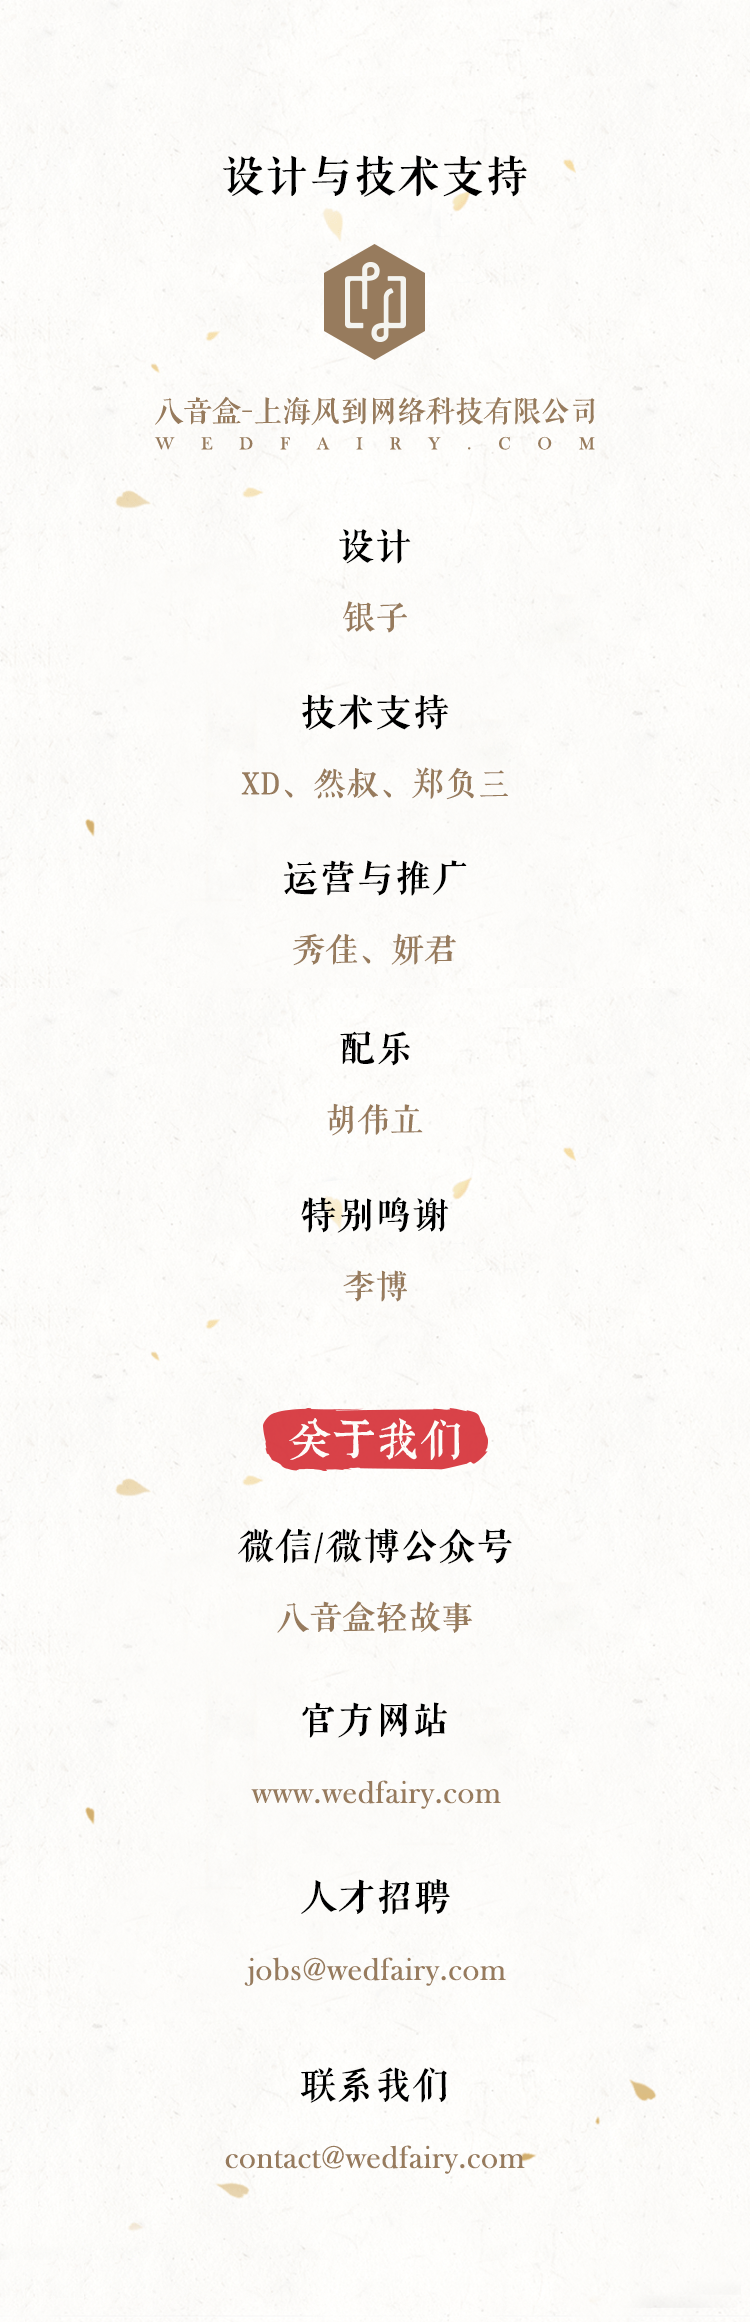 设计与技术支持
八音盒-上海风到网络科技有限公司
WEDFAIRY.COM
设计
银子
技术支持
XD、然叔、郑负三
运营与推广
秀佳、妍君
配乐
胡伟立
特别鸣谢
李博
关于我们
微信/微博公众号
八音盒轻故事
官方网站
www.wedfairy.com
人才招聘
jobs@wedfairy.com
联系我们
contact@wedfairy.com